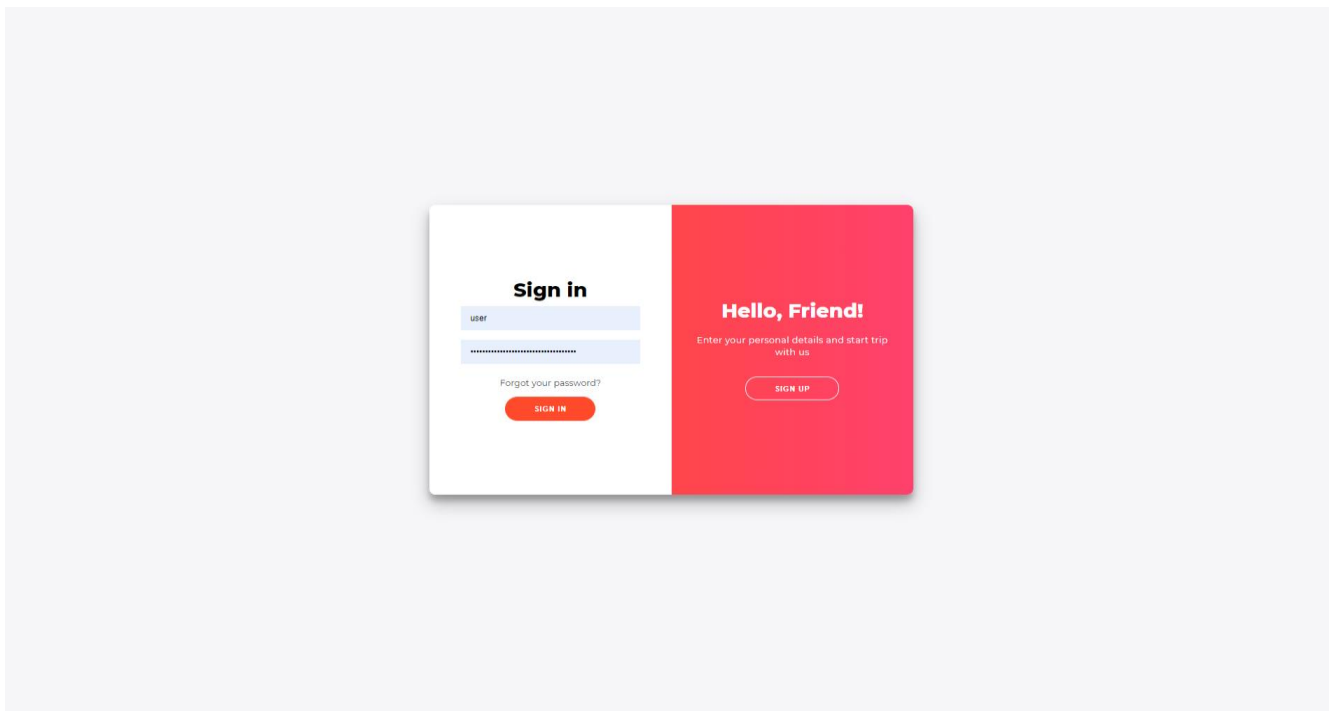 Sign in
user
Forgot your password?
SIGN IN
Hello, Friend!
Enter your personal details and start trip
with us
SIGN UP